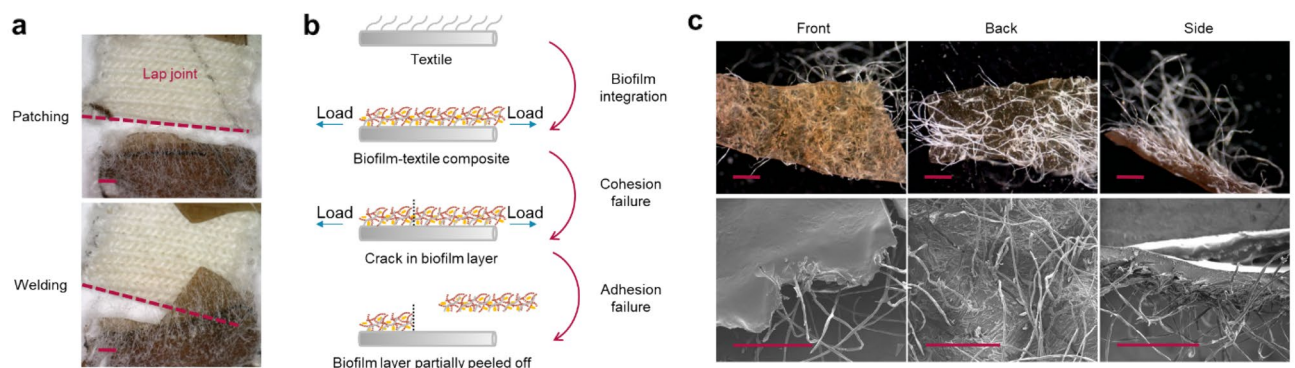 a
Patching
Lap joint
Welding
b
Textile
Biofilm
integration
Load
Load
Biofilm-textile composite
Cohesion
failure
Load
Load
Crack in biofilm layer
Adhesion
failure
Biofilm layer partially peeled off
c
Front
Back
Side